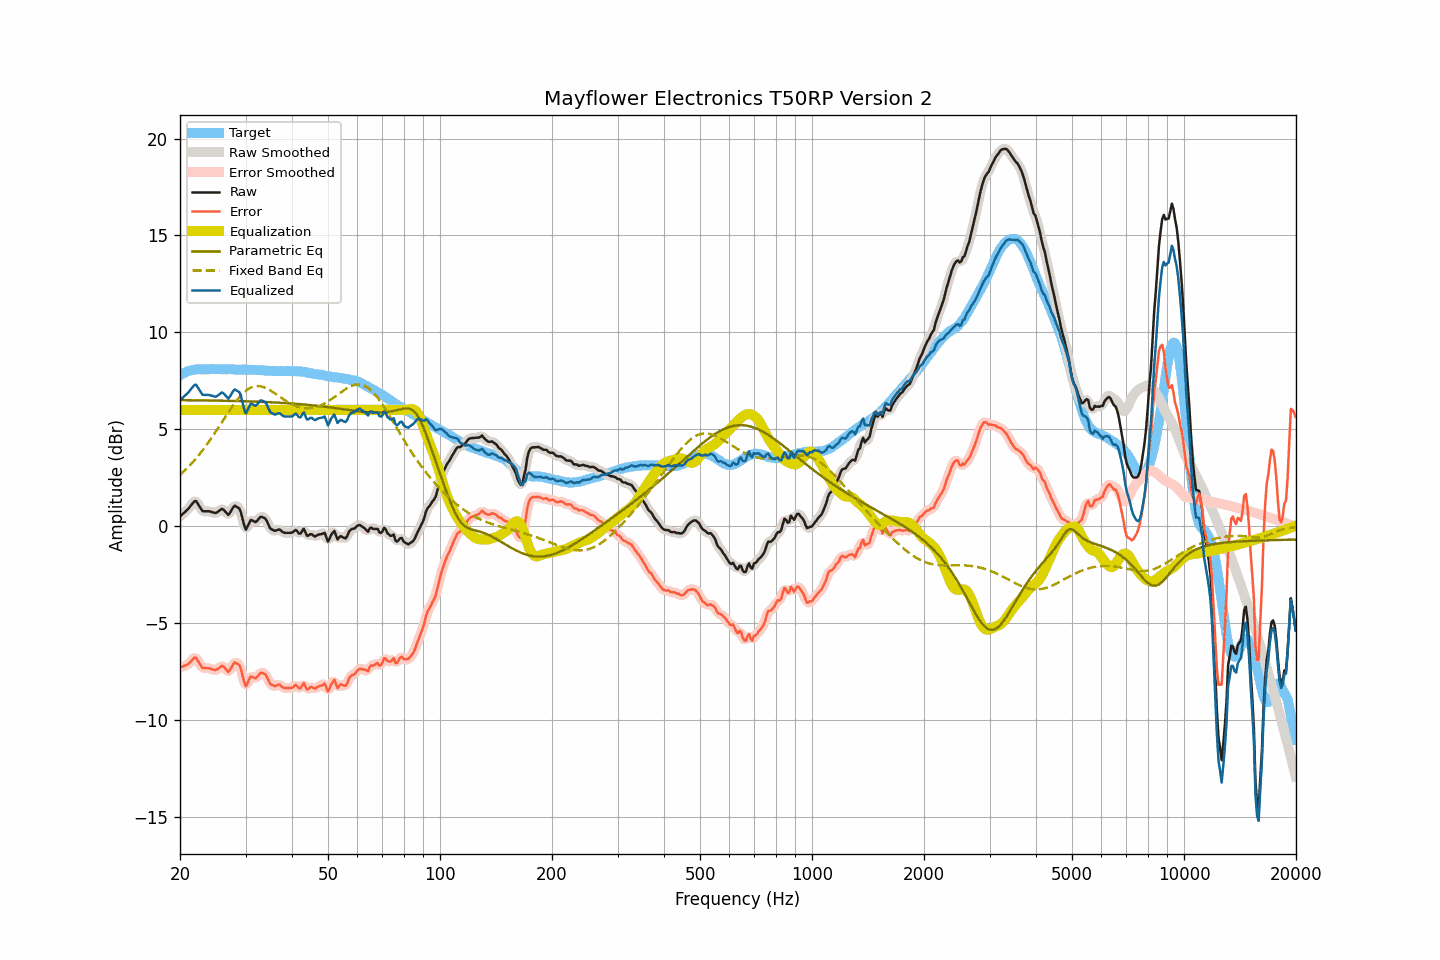 Mayflower Electronics T50RP Version 2
Target
Raw Smoothed
Error Smoothed
Raw
Error
Equalization
Parametric Eq
Fixed Band Eq
Equalized
20
15
10
5
0
−5
−10
−15
Amplitude (dBr)
20 50 100 200 500 1000 2000 5000 10000 20000
Frequency (Hz)